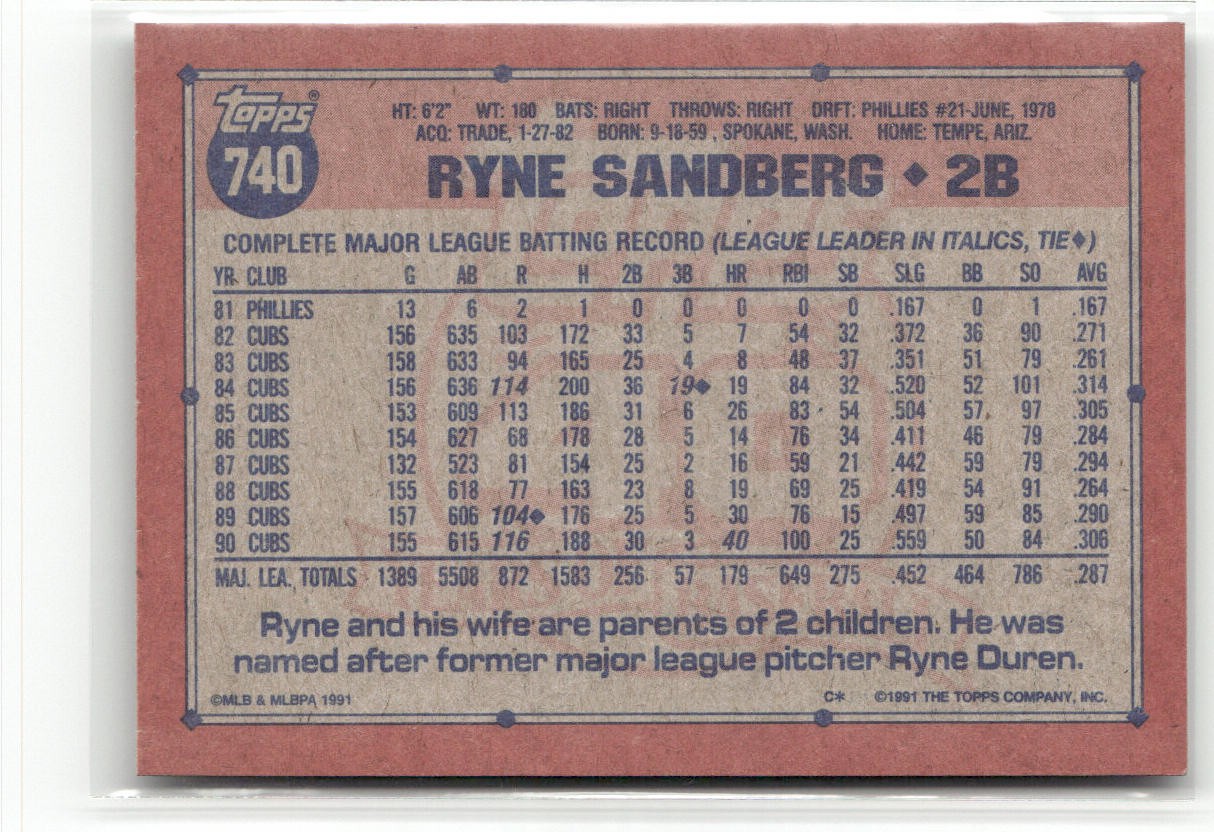 topps®
740
HT: 6'2" WT: 180 BATS: RIGHT THROWS: RIGHT DRFT: PHILLIES #21-JUNE, 1978
ACQ: TRADE, 1-27-82 BORN: 9-18-59 , SPOKANE, WASH. HOME: TEMPE, ARIZ.
RYNE SANDBERG ♦ 2B
COMPLETE MAJOR LEAGUE BATTING RECORD (LEAGUE LEADER IN ITALICS, TIE♦)
YR. CLUB G AB R H 2B 3B HR RBI SB SLG BB SO AVG
81 PHILLIES 13 6 2 1 0 0 0 0 0 .167 0 1 .167
82 CUBS 156 635 103 172 33 5 7 54 32 .372 36 90 .271
83 CUBS 158 633 94 165 25 4 8 48 37 .351 51 79 .261
84 CUBS 156 636 114 200 36 19♦ 19 84 32 .520 52 101 .314
85 CUBS 153 609 113 186 31 6 26 83 54 .504 57 97 .305
86 CUBS 154 627 68 178 28 5 14 76 34 .411 46 79 .284
87 CUBS 132 523 81 154 25 2 16 59 21 .442 59 79 .294
88 CUBS 155 618 77 163 23 8 19 69 25 .419 54 91 .264
89 CUBS 157 606 104♦ 176 25 5 30 76 15 .497 59 85 .290
90 CUBS 155 615 116 188 30 3 40 100 25 .559 50 84 .306
MAJ. LEA. TOTALS 1389 5508 872 1583 256 57 179 649 275 .452 464 786 .287
Ryne and his wife are parents of 2 children. He was
named after former major league pitcher Ryne Duren.
©MLB & MLBPA 1991 C* ©1991 THE TOPPS COMPANY, INC.